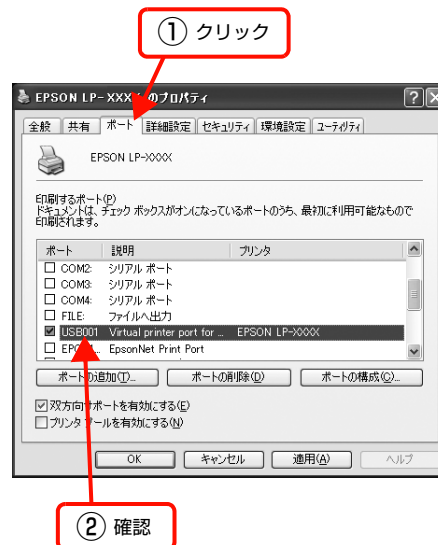 ① クリック
EPSON LP-XXXX のプロパティ
全般 共有 ポート 詳細設定 セキュリティ 環境設定 ユーティリティ
EPSON LP-XXXX
印刷するポート(P)
ドキュメントは、チェック ボックスがオンになっているポートのうち、最初に利用可能なもので
印刷されます。
ポート 説明 プリンタ
COM2: シリアル ポート
COM3: シリアル ポート
COM4: シリアル ポート
FILE: ファイルへ出力
USB001 Virtual printer port for ... EPSON LP-XXXX
EpsonNet Print Port
ポートの追加(T)... ポートの削除(D) ポートの構成(C)...
双方向サポートを有効にする(E)
プリンタ プールを有効にする(N)
OK キャンセル 適用(A) ヘルプ
② 確認